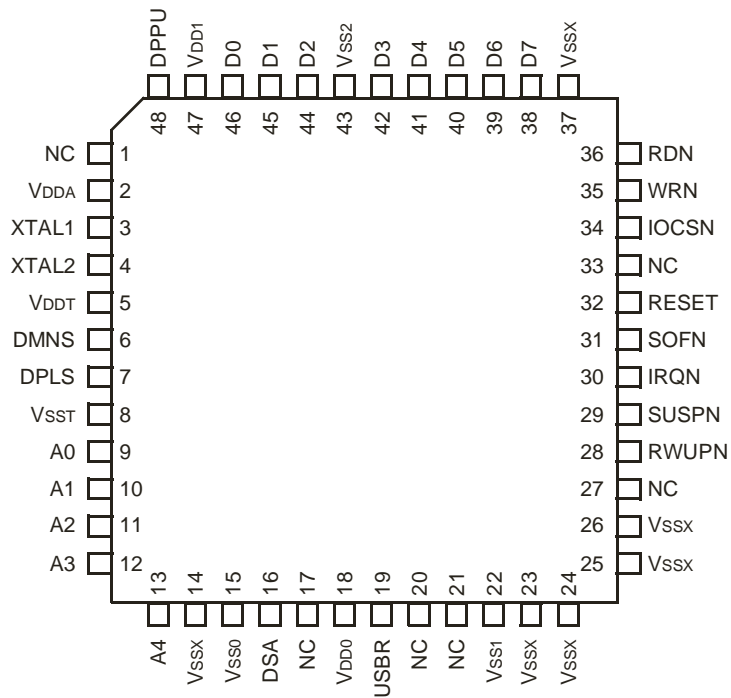 DPPU
VDD1
D0
D1
D2
VSS2
D3
D4
D5
D6
D7
VSSX
48
47
46
45
44
43
42
41
40
39
38
37
NC 1
VDDA 2
XTAL1 3
XTAL2 4
VDDT 5
DMNS 6
DPLS 7
VSST 8
A0 9
A1 10
A2 11
A3 12
36 RDN
35 WRN
34 IOCSN
33 NC
32 RESET
31 SOFN
30 IRQN
29 SUSPN
28 RWUPN
27 NC
26 VSSX
25 VSSX
13
14
15
16
17
18
19
20
21
22
23
24
A4
VSSX
VSS0
DSA
NC
VDD0
USBR
NC
NC
VSS1
VSSX
VSSX